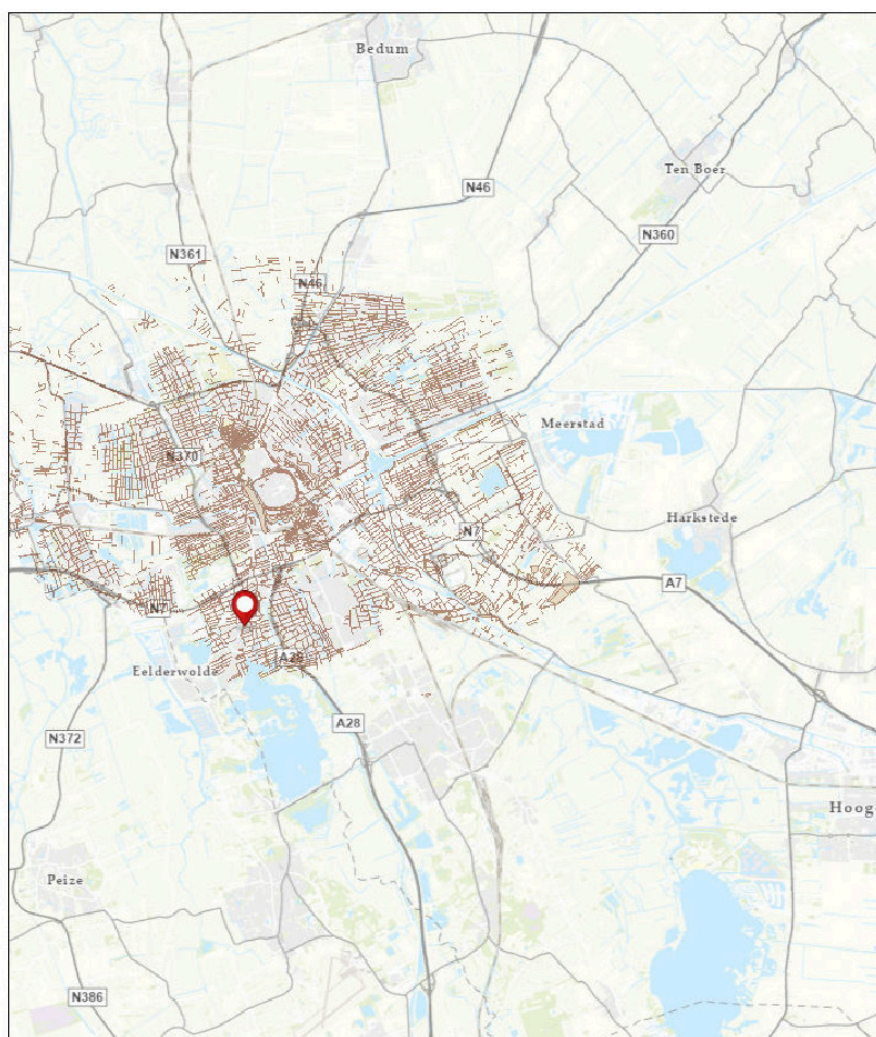 Bedum
Ten Boer
N46
N360
N361
N46
Meerstad
N370
Harkstede
N7
A7
N7
Eelderwolde
A28
A28
N372
Hooge
Peize
N386